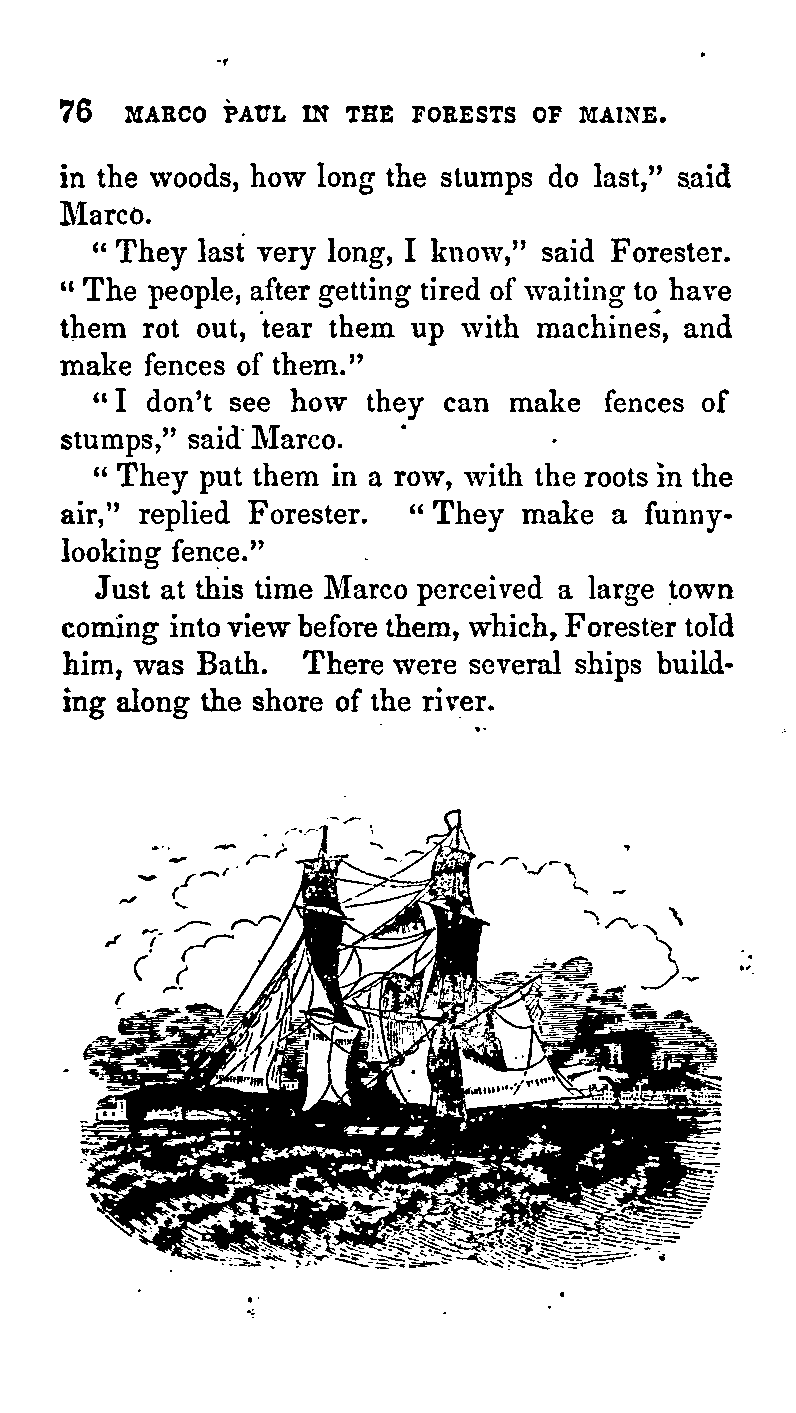 76 MARCO PAUL IN THE FORESTS OF MAINE.
in the woods, how long the stumps do last,” said
Marco.
“ They last very long, I know,” said Forester.
“ The people, after getting tired of waiting to have
them rot out, tear them up with machines, and
make fences of them.”
“ I don’t see how they can make fences of
stumps,” said Marco.
“ They put them in a row, with the roots in the
air,” replied Forester. “ They make a funny-
looking fence.”
Just at this time Marco perceived a large town
coming into view before them, which, Forester told
him, was Bath. There were several ships build-
ing along the shore of the river.